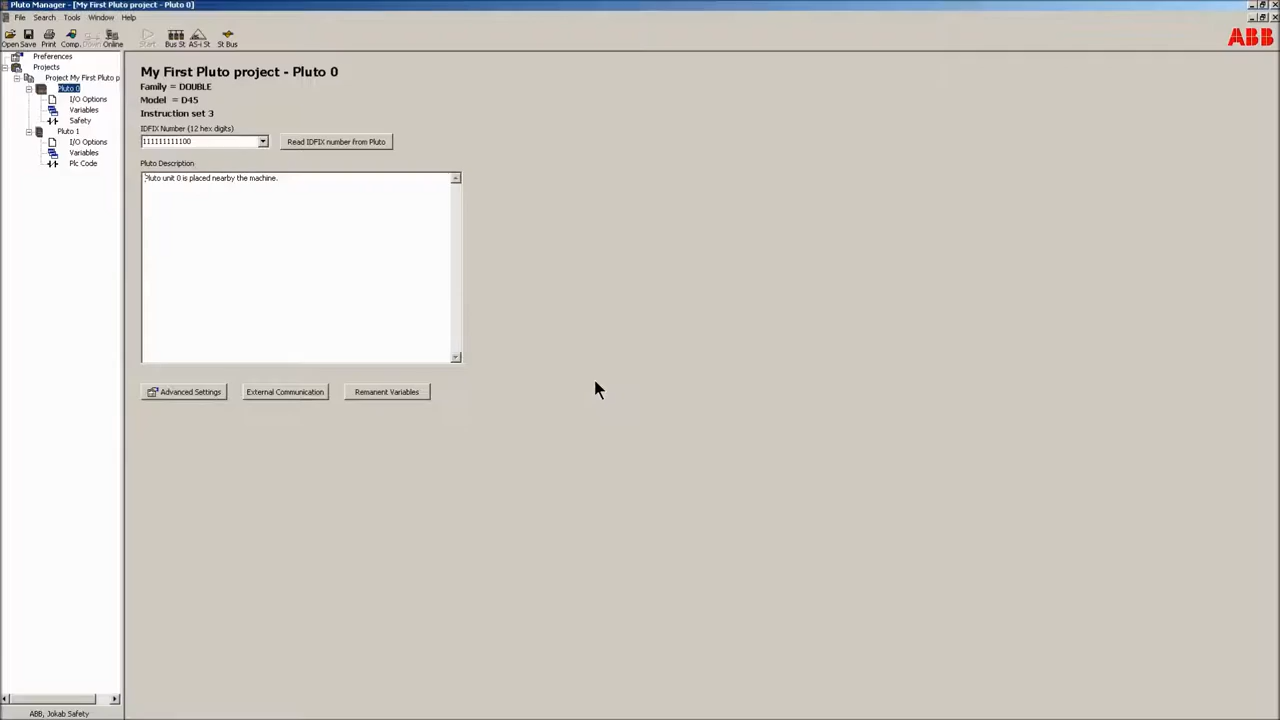 Pluto Manager - [My First Pluto project - Pluto 0]
File Search Tools Window Help
Open Save Print Comp. Down Online Start Bus St AS-i St St Bus
ABB
Preferences
Projects
Project My First Pluto p
Pluto 0
I/O Options
Variables
Safety
Pluto 1
I/O Options
Variables
Plc Code
My First Pluto project - Pluto 0
Family = DOUBLE
Model = D45
Instruction set 3
IDFIX Number (12 hex digits)
111111111100
Read IDFIX number from Pluto
Pluto Description
Pluto unit 0 is placed nearby the machine.
Advanced Settings
External Communication
Remanent Variables
ABB, Jokab Safety